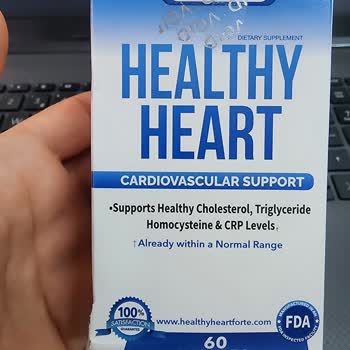 DIETARY SUPPLEMENT
HEALTHY
HEART
CARDIOVASCULAR SUPPORT
•Supports Healthy Cholesterol, Triglyceride
Homocysteine & CRP Levels†
†Already within a Normal Range
100%
SATISFACTION
GUARANTEE
www.healthyheartforte.com
FDA
60